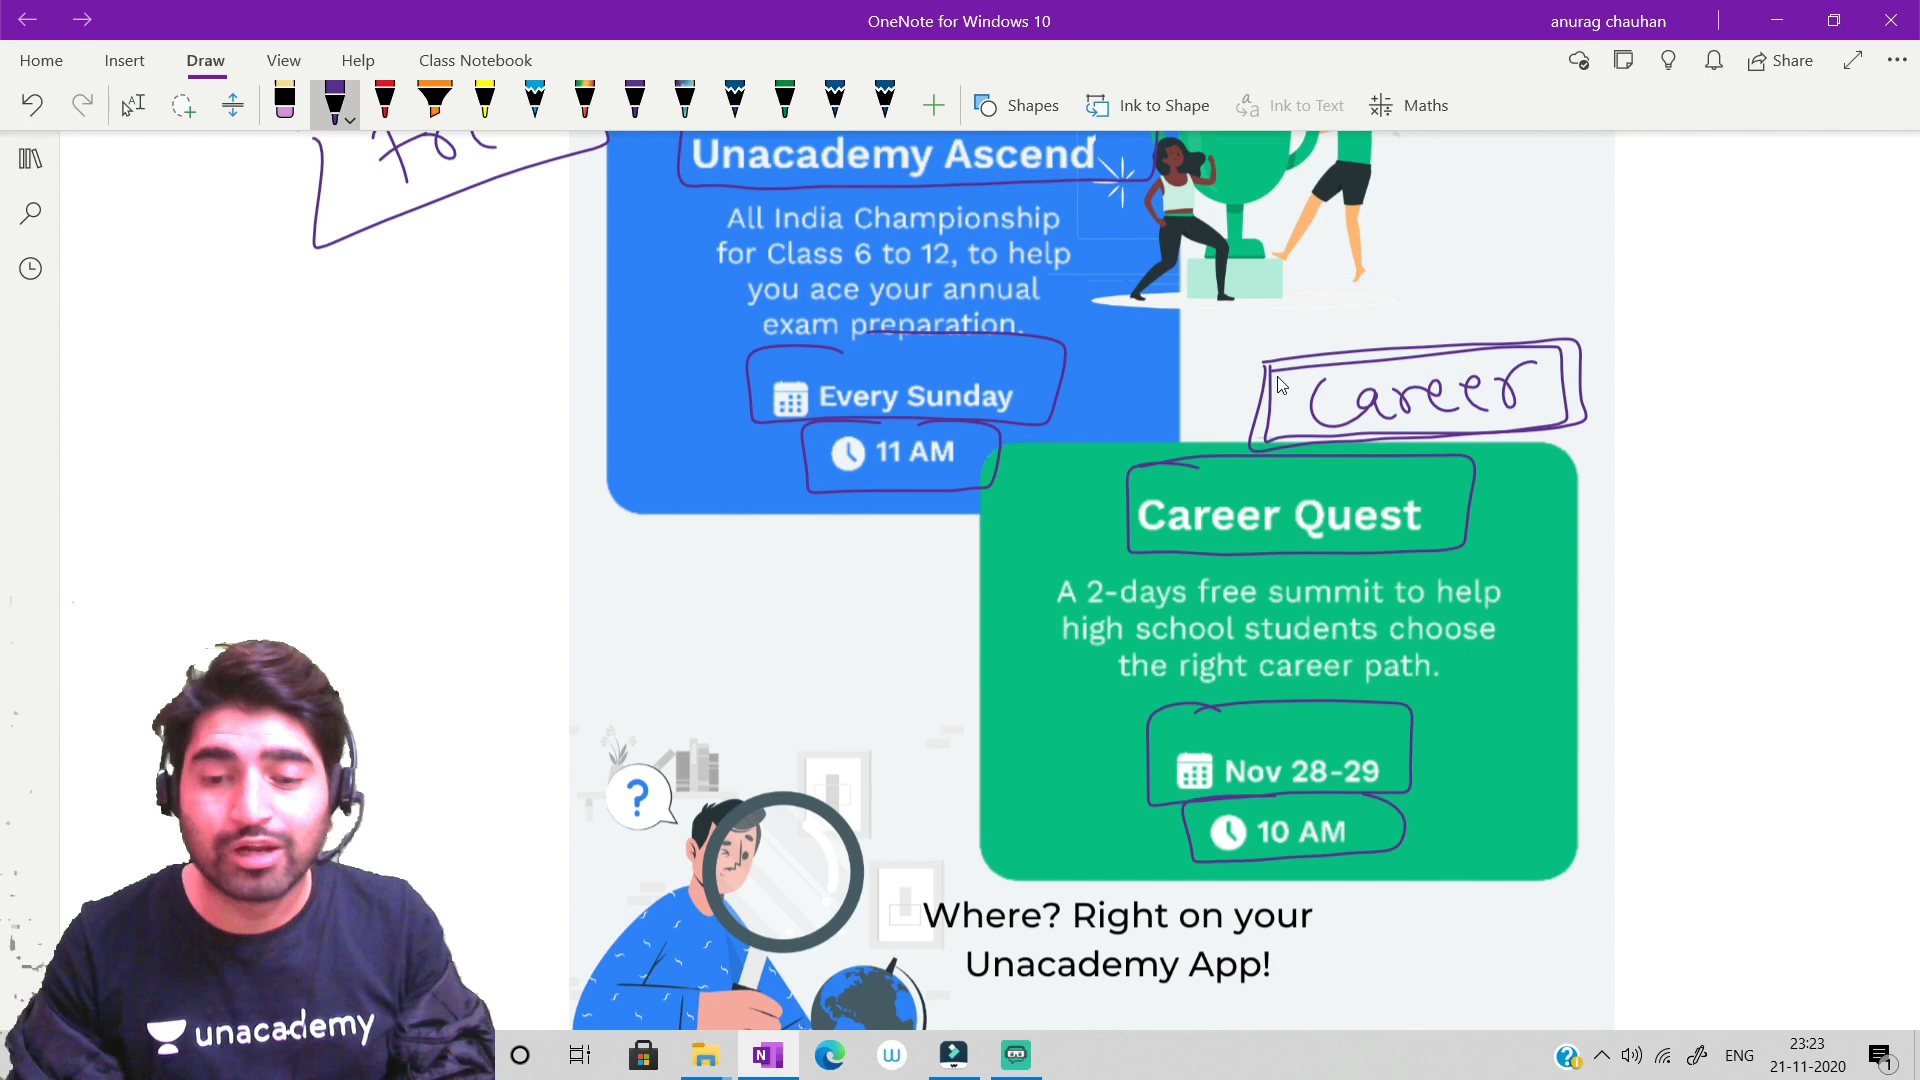 OneNote for Windows 10
anurag chauhan
Home Insert Draw View Help Class Notebook
Share
Shapes Ink to Shape Ink to Text Maths
Unacademy Ascend
All India Championship
for Class 6 to 12, to help
you ace your annual
exam preparation.
Every Sunday
11 AM
Career
Career Quest
A 2-days free summit to help
high school students choose
the right career path.
Nov 28-29
10 AM
?
Where? Right on your
Unacademy App!
unacademy
ENG
23:23
21-11-2020
1